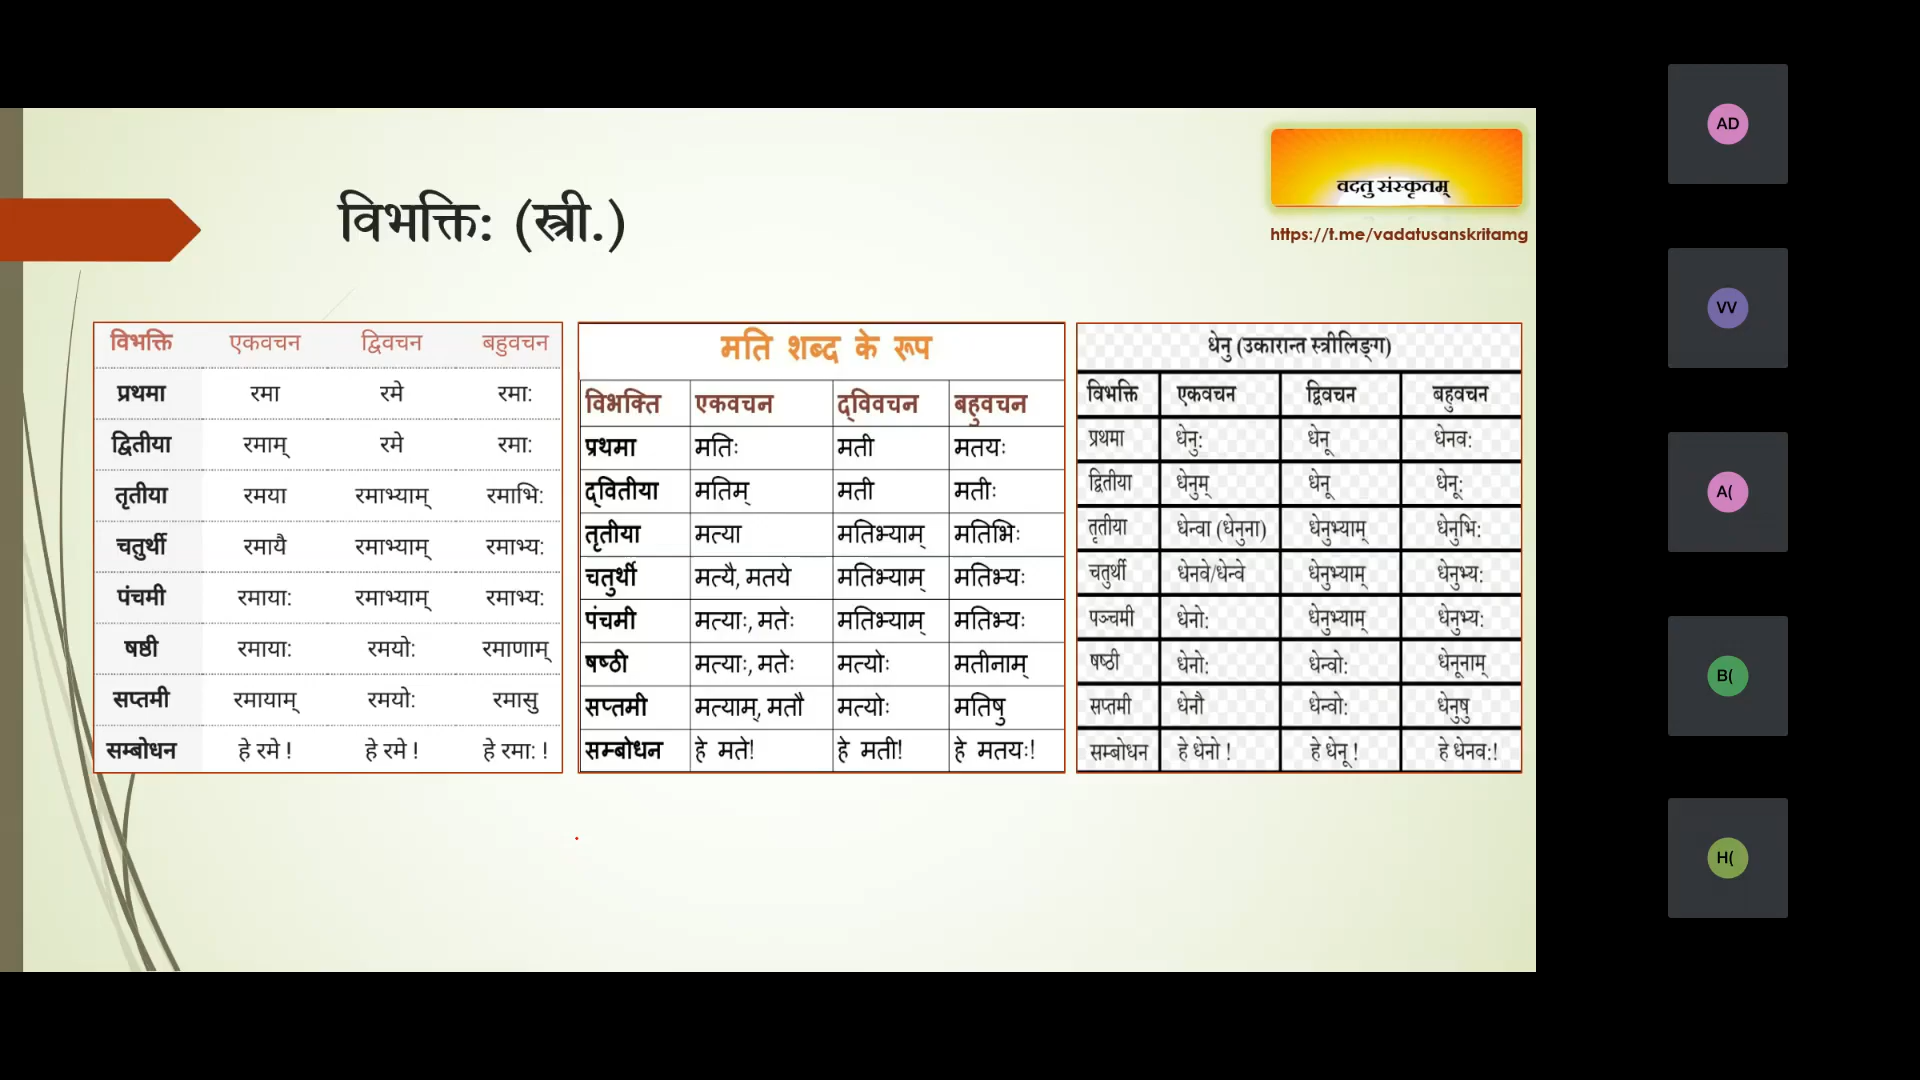 विभक्ति: (स्त्री.)
वदतु संस्कृतम्
https://t.me/vadatusanskritamg
विभक्ति एकवचन द्विवचन बहुवचन
प्रथमा रमा रमे रमा:
द्वितीया रमाम् रमे रमा:
तृतीया रमया रमाभ्याम् रमाभि:
चतुर्थी रमायै रमाभ्याम् रमाभ्य:
पंचमी रमाया: रमाभ्याम् रमाभ्य:
षष्ठी रमाया: रमयो: रमाणाम्
सप्तमी रमायाम् रमयो: रमासु
सम्बोधन हे रमे ! हे रमे ! हे रमा: !
मति शब्द के रूप
विभक्ति एकवचन द्विवचन बहुवचन
प्रथमा मतिः मती मतयः
द्वितीया मतिम् मती मतीः
तृतीया मत्या मतिभ्याम् मतिभिः
चतुर्थी मत्यै, मतये मतिभ्याम् मतिभ्यः
पंचमी मत्याः, मतेः मतिभ्याम् मतिभ्यः
षष्ठी मत्याः, मतेः मत्योः मतीनाम्
सप्तमी मत्याम्, मतौ मत्योः मतिषु
सम्बोधन हे मते! हे मती! हे मतयः!
धेनु (उकारान्त स्त्रीलिङ्ग)
विभक्ति एकवचन द्विवचन बहुवचन
प्रथमा धेनु: धेनू धेनव:
द्वितीया धेनुम् धेनू धेनू:
तृतीया धेन्वा (धेनुना) धेनुभ्याम् धेनुभि:
चतुर्थी धेनवे/धेन्वे धेनुभ्याम् धेनुभ्य:
पञ्चमी धेनो: धेनुभ्याम् धेनुभ्य:
षष्ठी धेनो: धेन्वो: धेनूनाम्
सप्तमी धेनौ धेन्वो: धेनुषु
सम्बोधन हे धेनो ! हे धेनू ! हे धेनव:!
AD
VV
A(
B(
H(